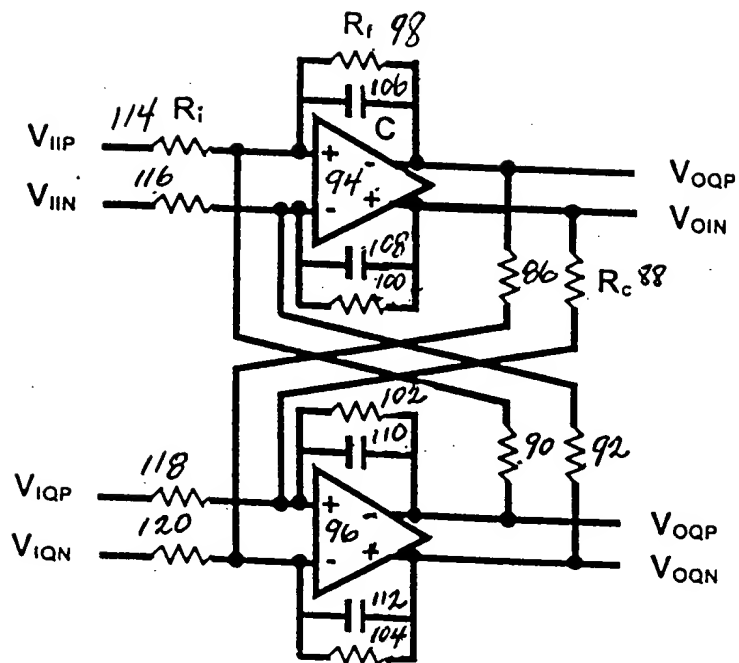 Rf 98
106
C
114 Ri
VIIP
94
VOQP
116
VIIN
VOIN
108
100
86
Rc 88
102
110
90
92
118
VIQP
96
VOQP
120
VIQN
VOQN
112
104
+ -
+ -
+ -
+ -